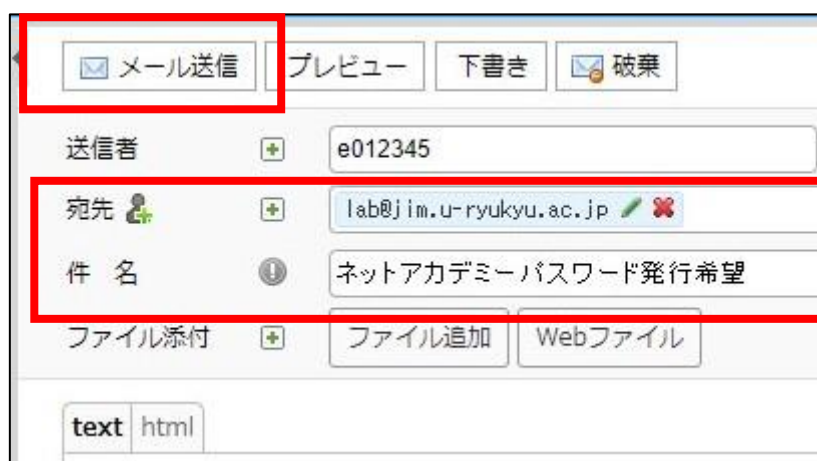 メール送信 プレビュー 下書き 破棄
送信者 e012345
宛先 lab@jim.u-ryukyu.ac.jp
件 名 ネットアカデミーパスワード発行希望
ファイル添付 ファイル追加 Webファイル
text html